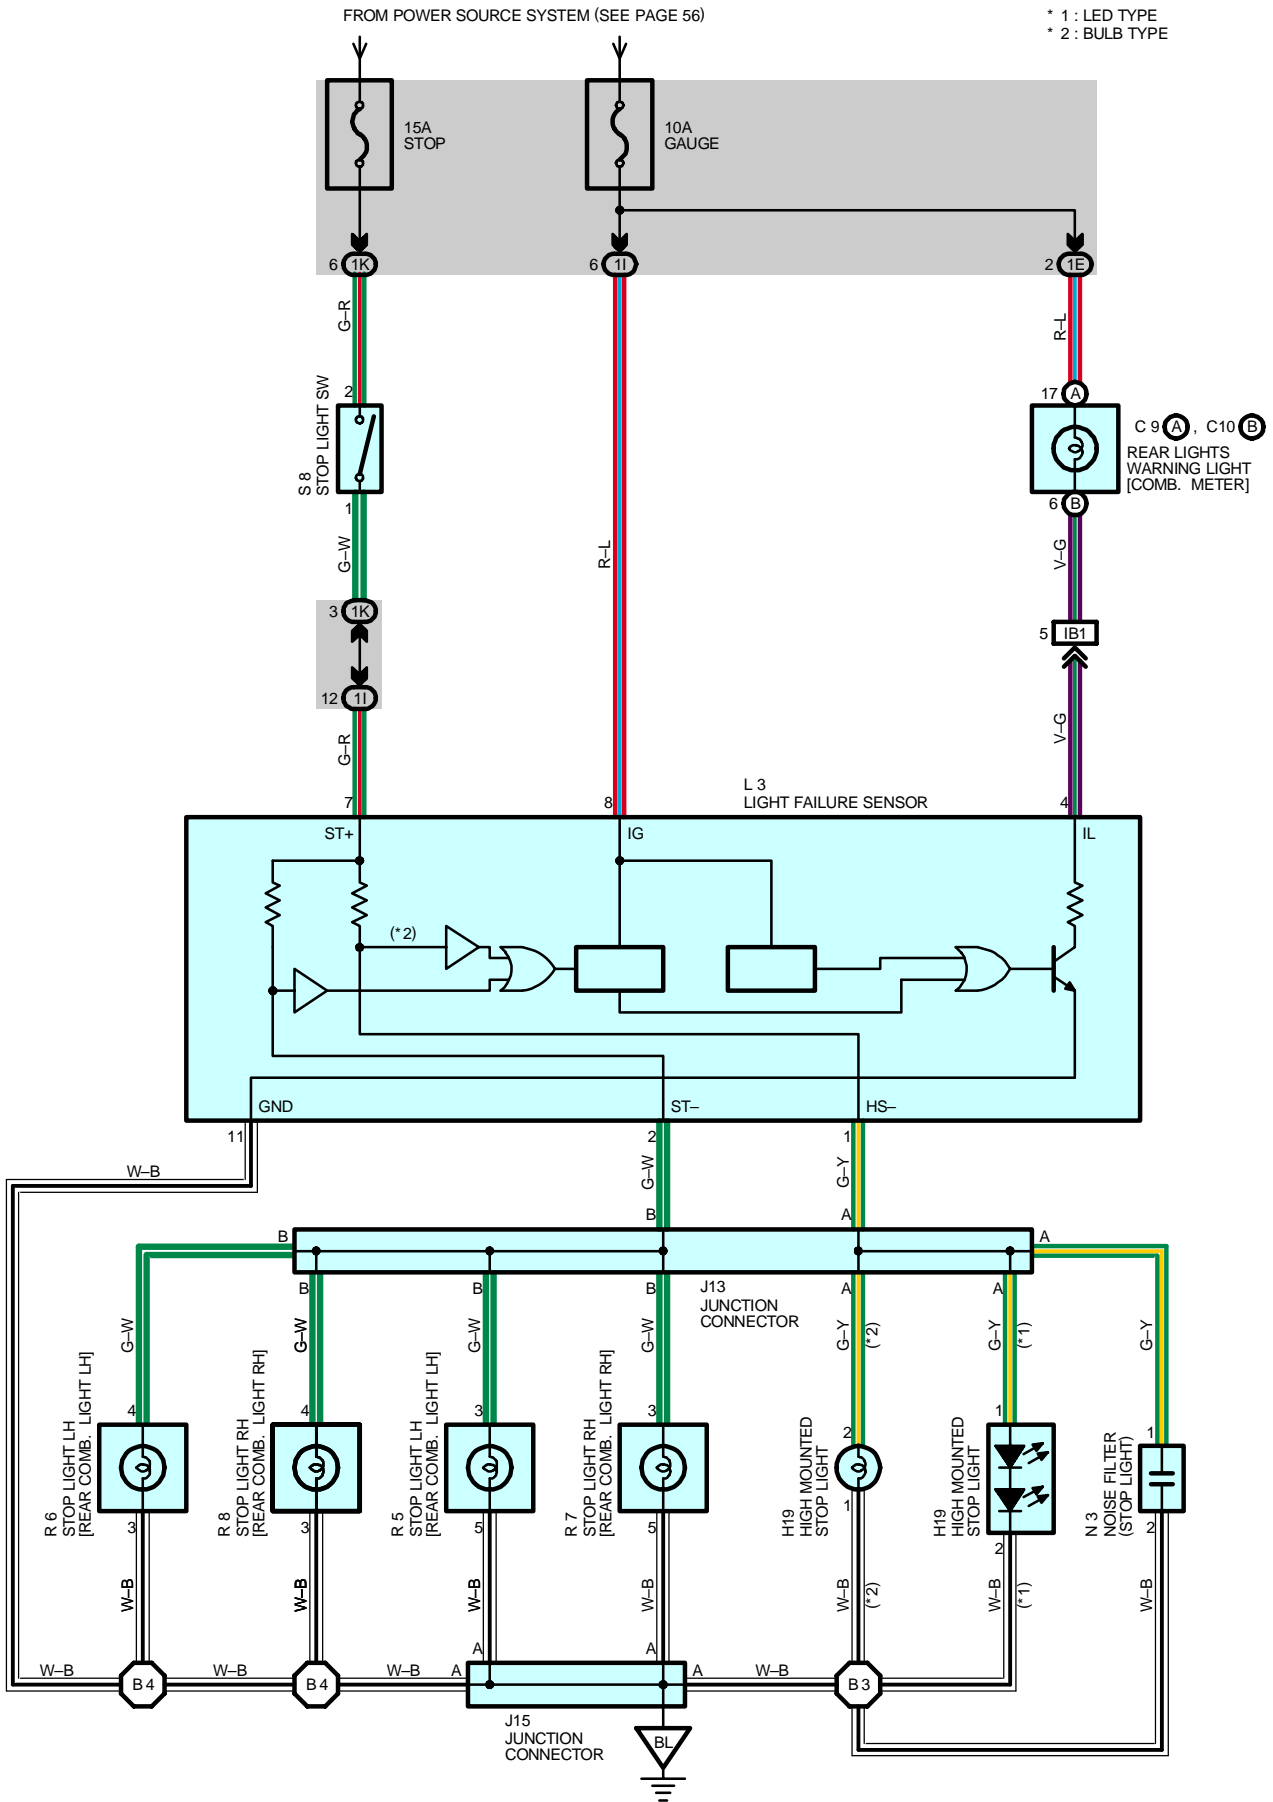 FROM POWER SOURCE SYSTEM (SEE PAGE 56)
* 1 : LED TYPE
* 2 : BULB TYPE
15A
STOP
10A
GAUGE
6 1K
6 1I
2 1E
G–R
R–L
2
S 8
STOP LIGHT SW
1
G–W
17 A
C 9 A , C10 B
REAR LIGHTS
WARNING LIGHT
[COMB. METER]
6 B
V–G
R–L
3 1K
5 IB1
12 1I
G–R
V–G
L 3
LIGHT FAILURE SENSOR
7
8
4
ST+
IG
IL
(*2)
GND
ST–
HS–
11
2
1
W–B
G–W
G–Y
B
A
B
A
B
B
B
A
A
J13
JUNCTION
CONNECTOR
G–W
G–W
G–W
G–W
G–Y
(*2)
G–Y
(*1)
G–Y
4
4
3
3
2
1
1
R 6
STOP LIGHT LH
[REAR COMB. LIGHT LH]
R 8
STOP LIGHT RH
[REAR COMB. LIGHT RH]
R 5
STOP LIGHT LH
[REAR COMB. LIGHT LH]
R 7
STOP LIGHT RH
[REAR COMB. LIGHT RH]
H19
HIGH MOUNTED
STOP LIGHT
H19
HIGH MOUNTED
STOP LIGHT
N 3
NOISE FILTER
(STOP LIGHT)
3
3
5
5
1
2
2
W–B
W–B
W–B
W–B
W–B
(*2)
W–B
(*1)
W–B
A
A
W–B
B 4
W–B
B 4
W–B
A
A
W–B
B 3
J15
JUNCTION
CONNECTOR
BL